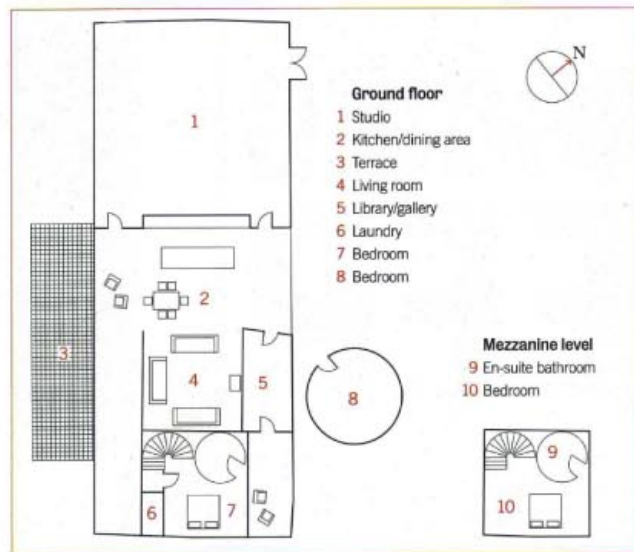 N
Ground floor
1 Studio
2 Kitchen/dining area
3 Terrace
4 Living room
5 Library/gallery
6 Laundry
7 Bedroom
8 Bedroom
Mezzanine level
9 En-suite bathroom
10 Bedroom
1
2
3
4
5
8
6
7
9
10